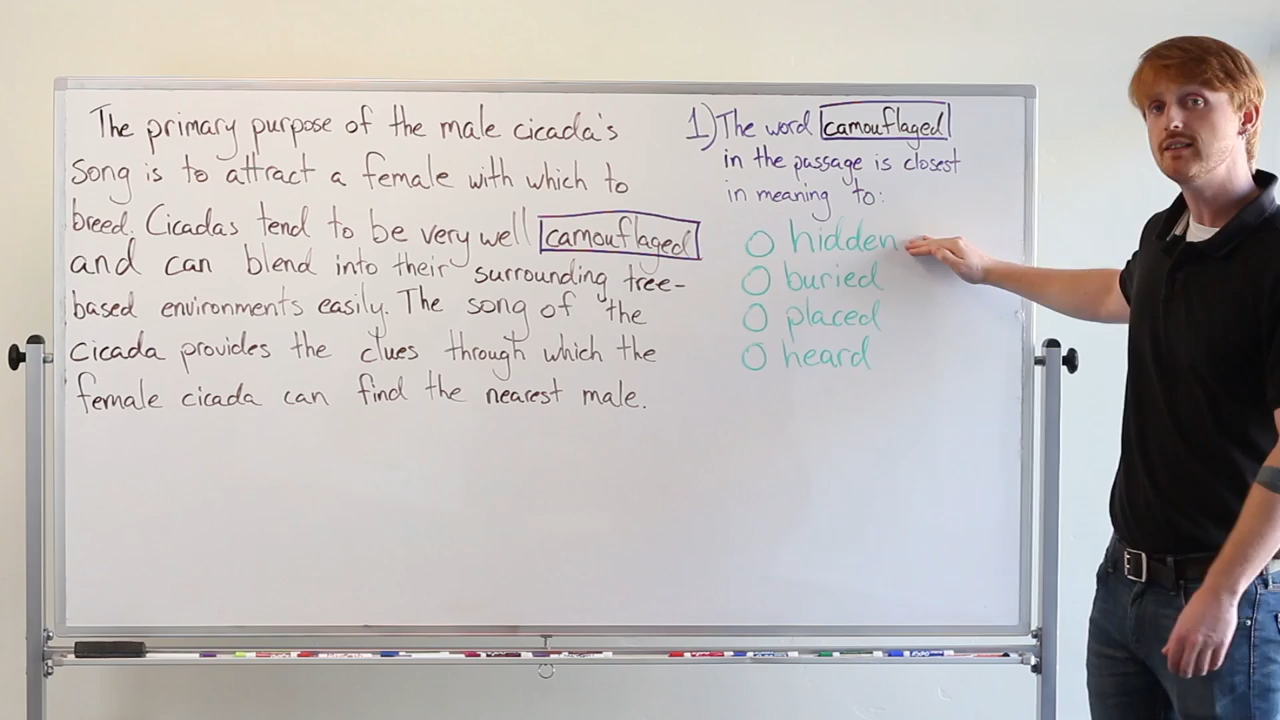 The primary purpose of the male cicada's
song is to attract a female with which to
breed. Cicadas tend to be very well camouflaged
and can blend into their surrounding tree-
based environments easily. The song of the
cicada provides the clues through which the
female cicada can find the nearest male.
1) The word camouflaged
in the passage is closest
in meaning to:
hidden
buried
placed
heard
EXPO